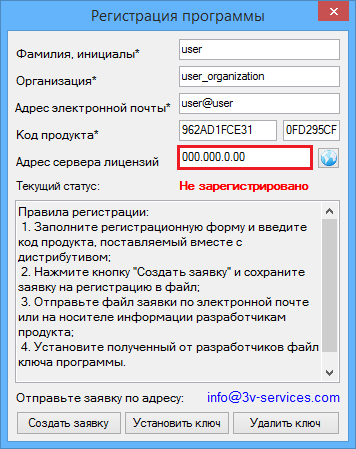 Регистрация программы
Фамилия, инициалы* user
Организация* user_organization
Адрес электронной почты* user@user
Код продукта* 962AD1FCE31 0FD295CF
Адрес сервера лицензий 000.000.0.00
Текущий статус: Не зарегистрировано
Правила регистрации:
1. Заполните регистрационную форму и введите
код продукта, поставляемый вместе с
дистрибутивом;
2. Нажмите кнопку "Создать заявку" и сохраните
заявку на регистрацию в файл;
3. Отправьте файл заявки по электронной почте
или на носителе информации разработчикам
продукта;
4. Установите полученный от разработчиков файл
ключа программы.
Отправьте заявку по адресу: info@3v-services.com
Создать заявку Установить ключ Удалить ключ